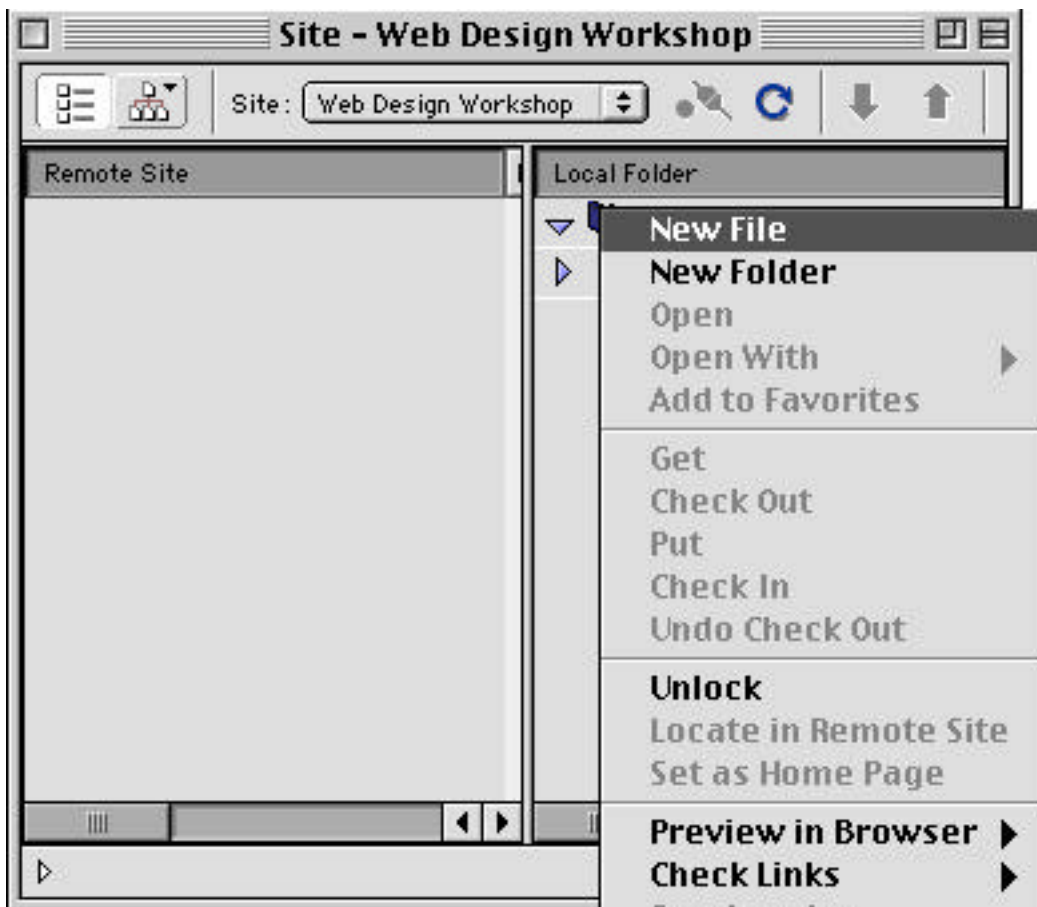 Site - Web Design Workshop
Site: Web Design Workshop
Remote Site
Local Folder
New File
New Folder
Open
Open With
Add to Favorites
Get
Check Out
Put
Check In
Undo Check Out
Unlock
Locate in Remote Site
Set as Home Page
Preview in Browser
Check Links